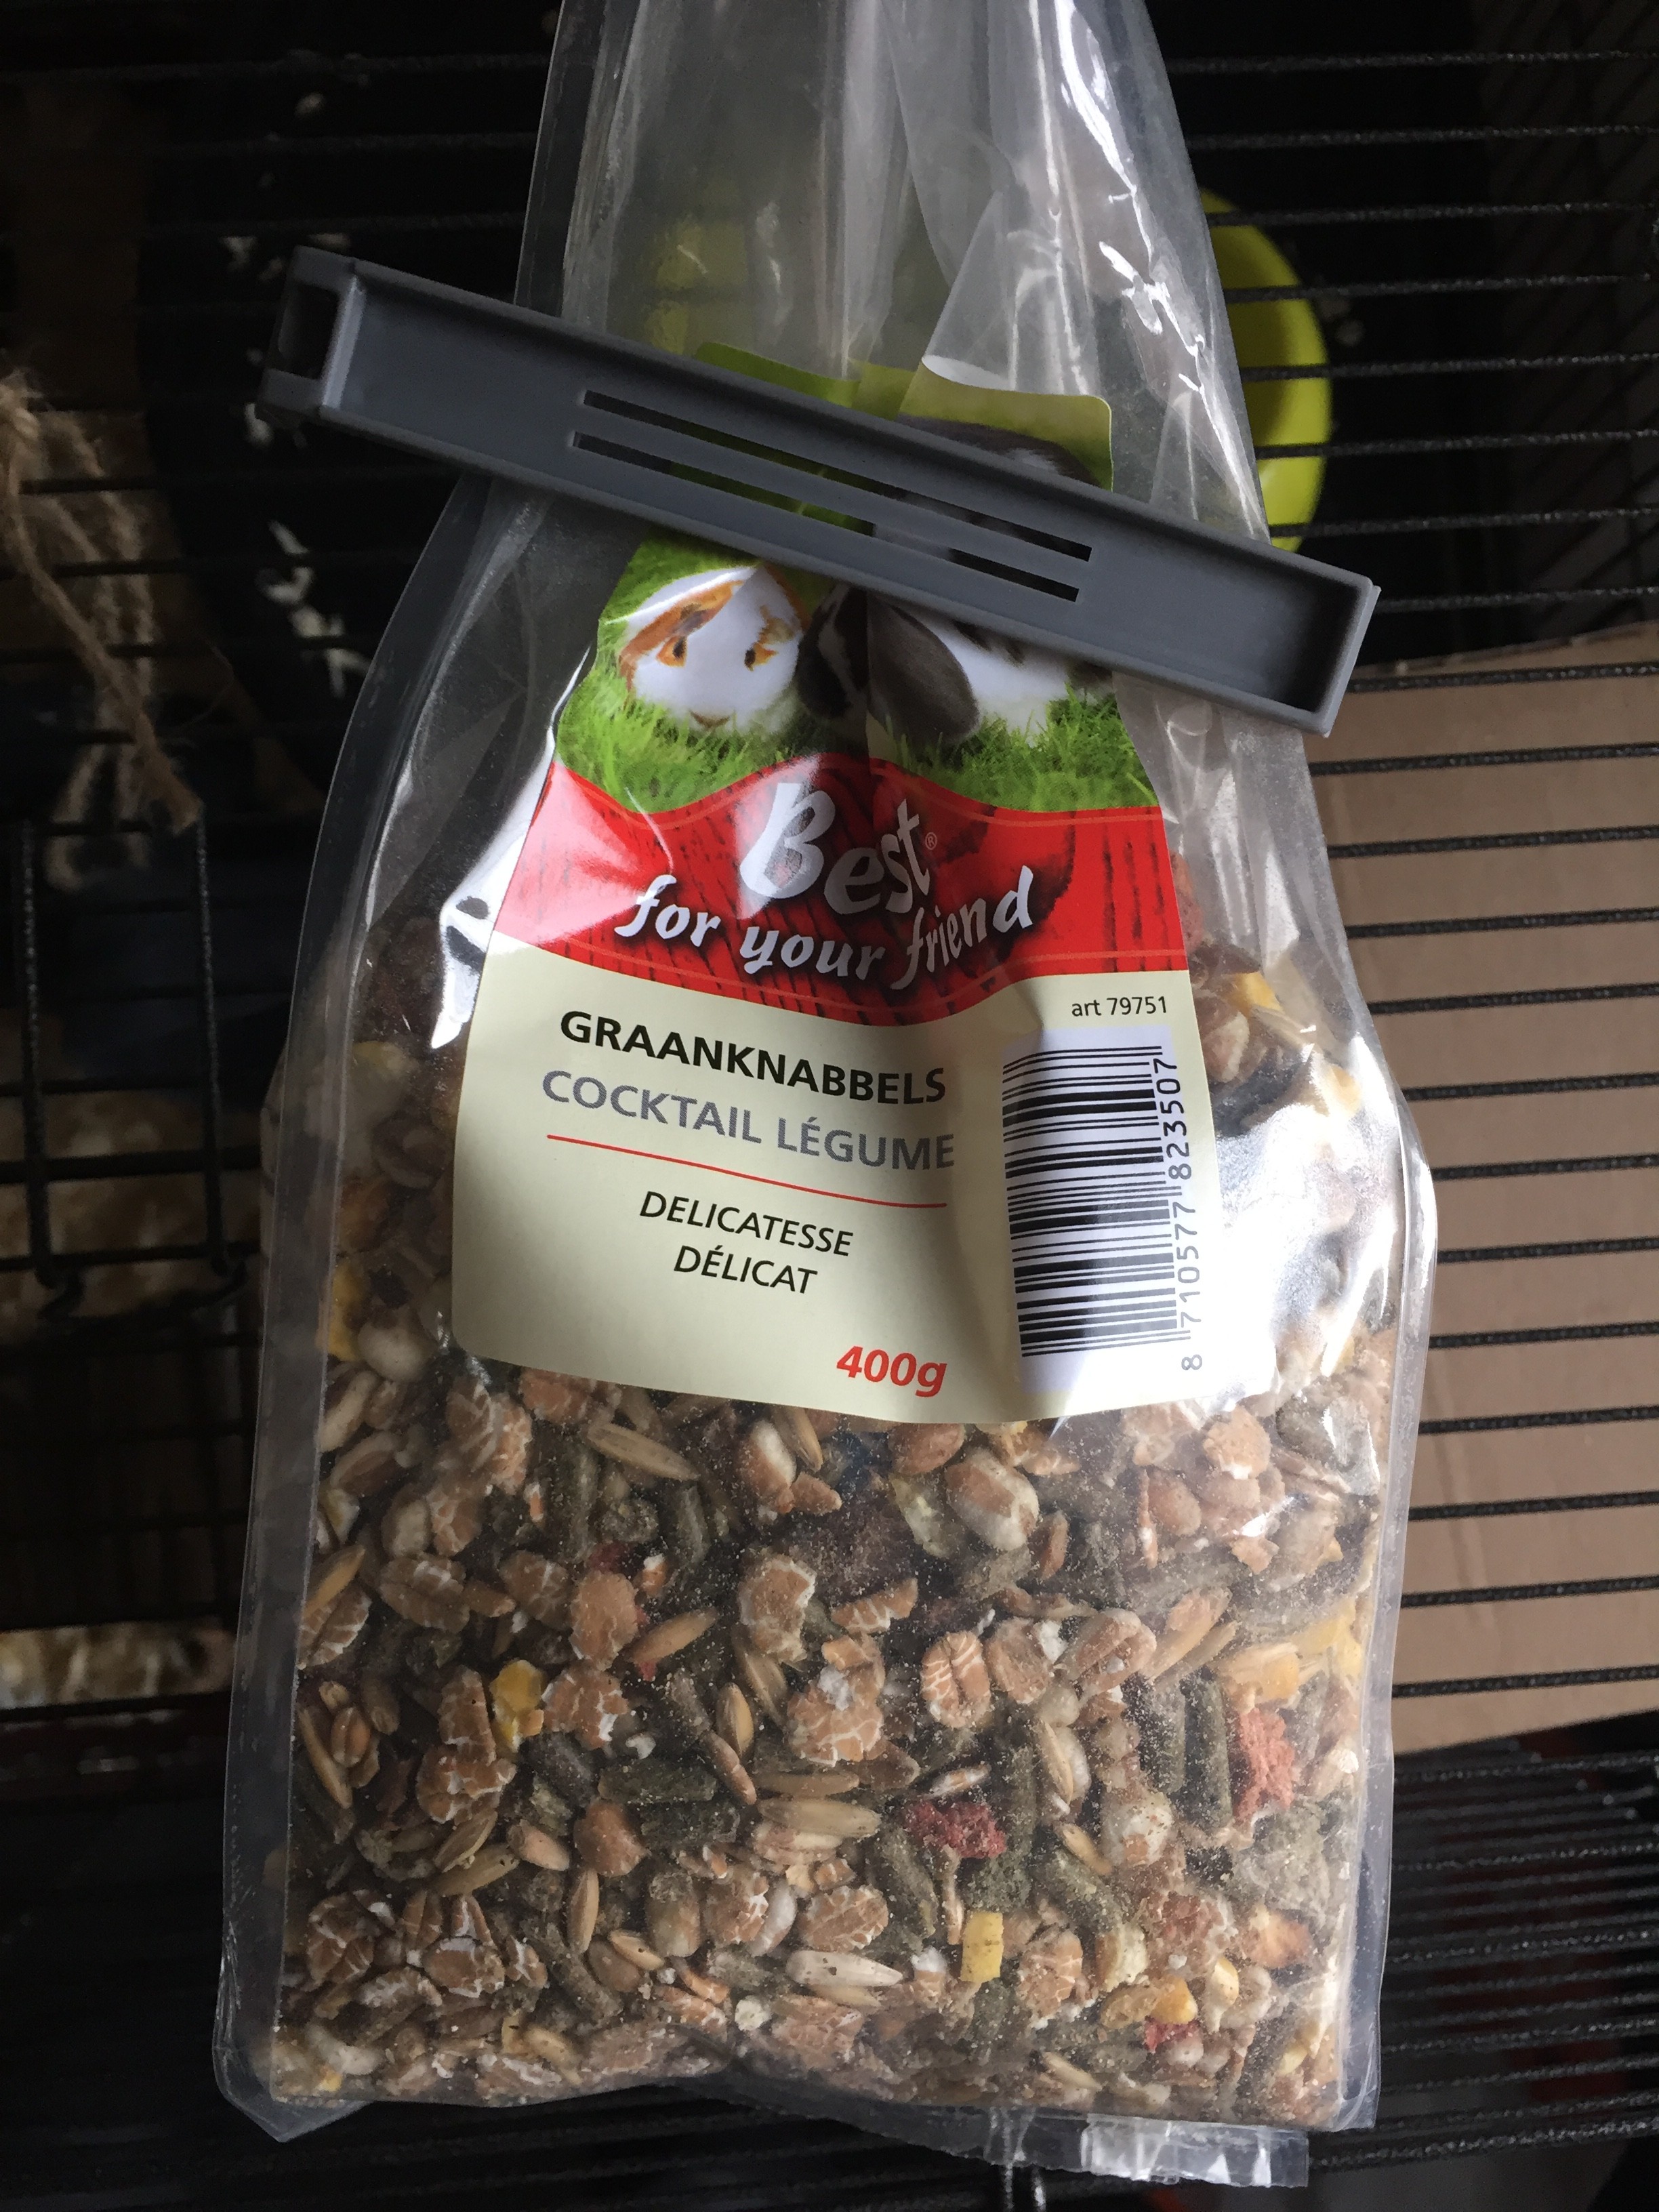 Best®
for your friend
art 79751
GRAANKNABBELS
COCKTAIL LÉGUME
DELICATESSE
DÉLICAT
400g
8 710577 823507